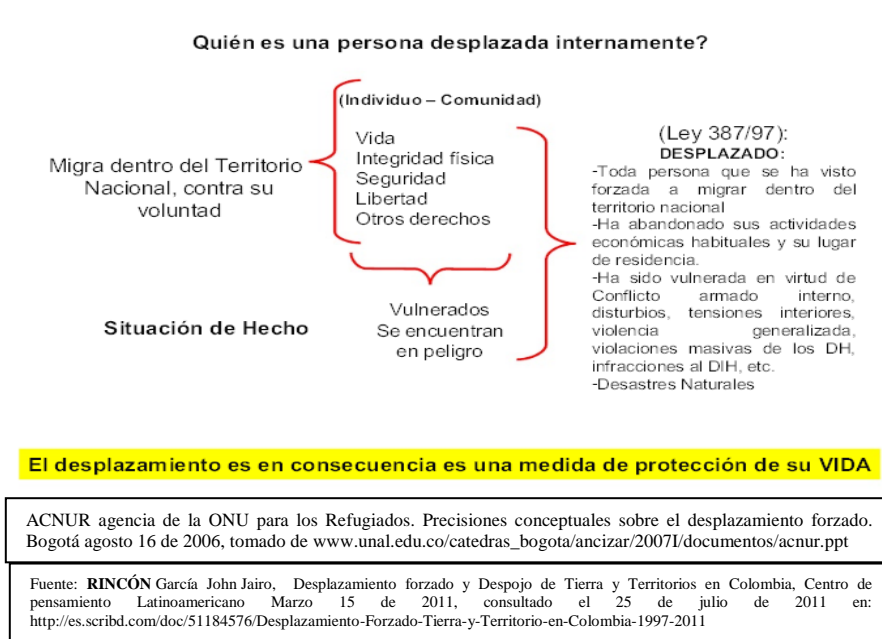 Quién es una persona desplazada internamente?
(Individuo – Comunidad)
Migra dentro del Territorio
Nacional, contra su
voluntad
Vida
Integridad física
Seguridad
Libertad
Otros derechos
Vulnerados
Se encuentran
en peligro
Situación de Hecho
(Ley 387/97):
DESPLAZADO:
-Toda persona que se ha visto
forzada a migrar dentro del
territorio nacional
-Ha abandonado sus actividades
económicas habituales y su lugar
de residencia.
-Ha sido vulnerada en virtud de
Conflicto armado interno,
disturbios, tensiones interiores,
violencia generalizada,
violaciones masivas de los DH,
infracciones al DIH, etc.
-Desastres Naturales
El desplazamiento es en consecuencia es una medida de protección de su VIDA
ACNUR agencia de la ONU para los Refugiados. Precisiones conceptuales sobre el desplazamiento forzado.
Bogotá agosto 16 de 2006, tomado de www.unal.edu.co/catedras_bogota/ancizar/2007I/documentos/acnur.ppt
Fuente: RINCÓN García John Jairo, Desplazamiento forzado y Despojo de Tierra y Territorios en Colombia, Centro de
pensamiento Latinoamericano Marzo 15 de 2011, consultado el 25 de julio de 2011 en:
http://es.scribd.com/doc/51184576/Desplazamiento-Forzado-Tierra-y-Territorio-en-Colombia-1997-2011